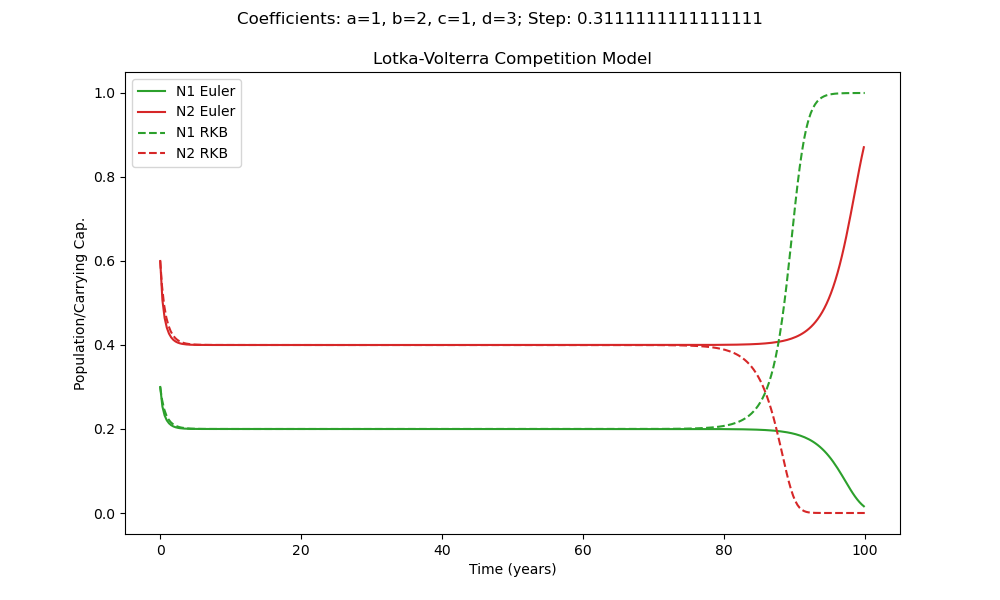 Coefficients: a=1, b=2, c=1, d=3; Step: 0.3111111111111111
Lotka-Volterra Competition Model
N1 Euler
N2 Euler
N1 RKB
N2 RKB
Population/Carrying Cap.
1.0
0.8
0.6
0.4
0.2
0.0
0
20
40
60
80
100
Time (years)